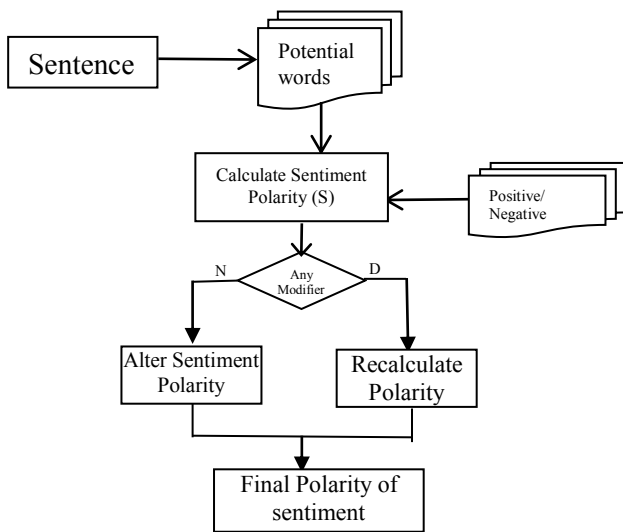 Sentence
Potential
words
Calculate Sentiment
Polarity (S)
Positive/
Negative
N
Any
Modifier
D
Alter Sentiment
Polarity
Recalculate
Polarity
Final Polarity of
sentiment